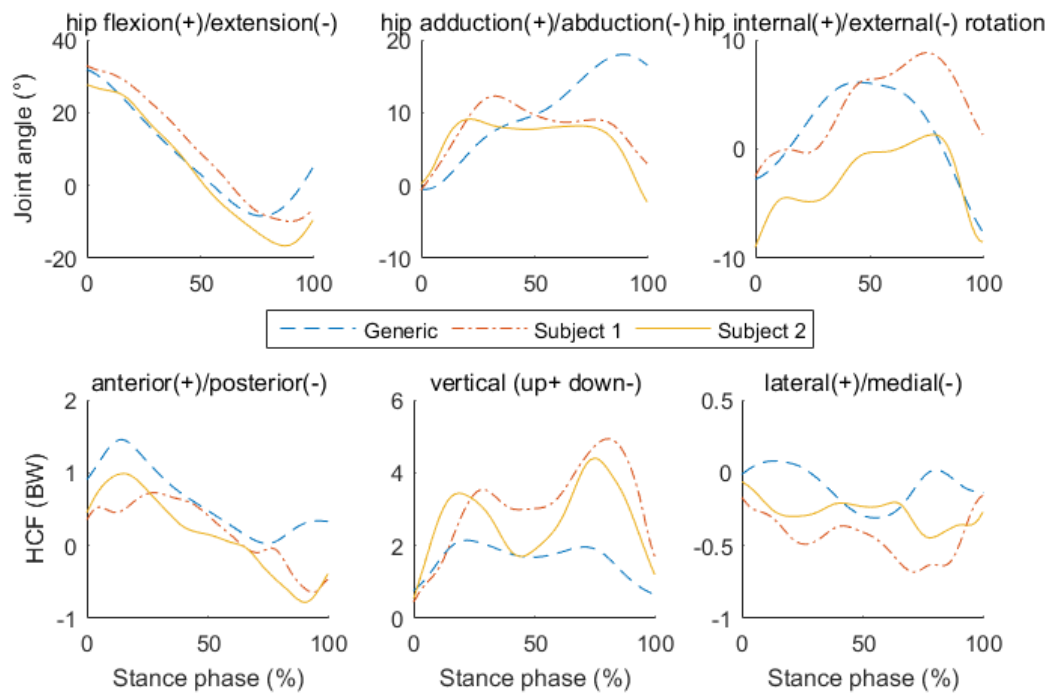 hip flexion(+)/extension(-)
hip adduction(+)/abduction(-)
hip internal(+)/external(-) rotation
Joint angle (°)
40
20
0
-20
0
50
100
20
10
0
-10
0
50
100
10
0
-10
0
50
100
Generic
Subject 1
Subject 2
anterior(+)/posterior(-)
vertical (up+ down-)
lateral(+)/medial(-)
HCF (BW)
2
1
0
-1
0
50
100
Stance phase (%)
6
4
2
0
0
50
100
Stance phase (%)
0.5
0
-0.5
-1
0
50
100
Stance phase (%)